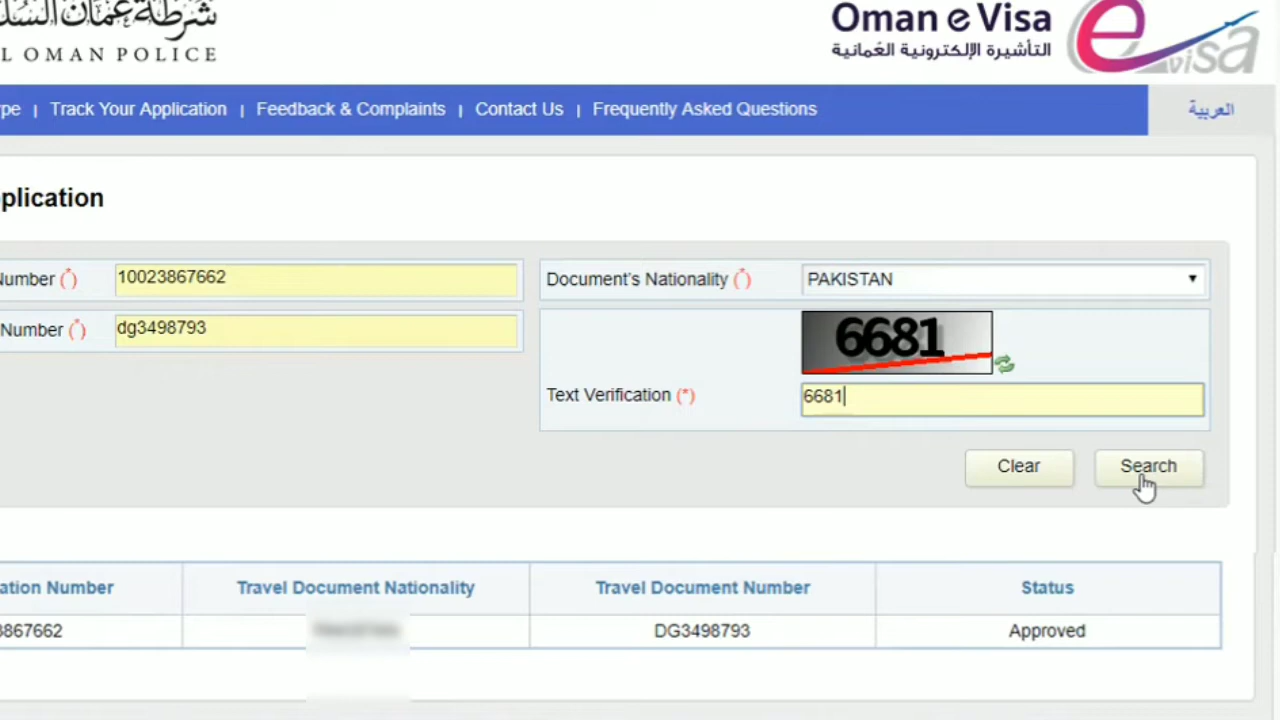 شرطة عمان السل
L OMAN POLICE
Oman e Visa
التأشيرة الإلكترونية العُمانية
e visa
pe | Track Your Application | Feedback & Complaints | Contact Us | Frequently Asked Questions
العربية
plication
Number (*) 10023867662
Document's Nationality (*) PAKISTAN
Number (*) dg3498793
6681
Text Verification (*) 6681
Clear Search
ation Number Travel Document Nationality Travel Document Number Status
3867662 DG3498793 Approved